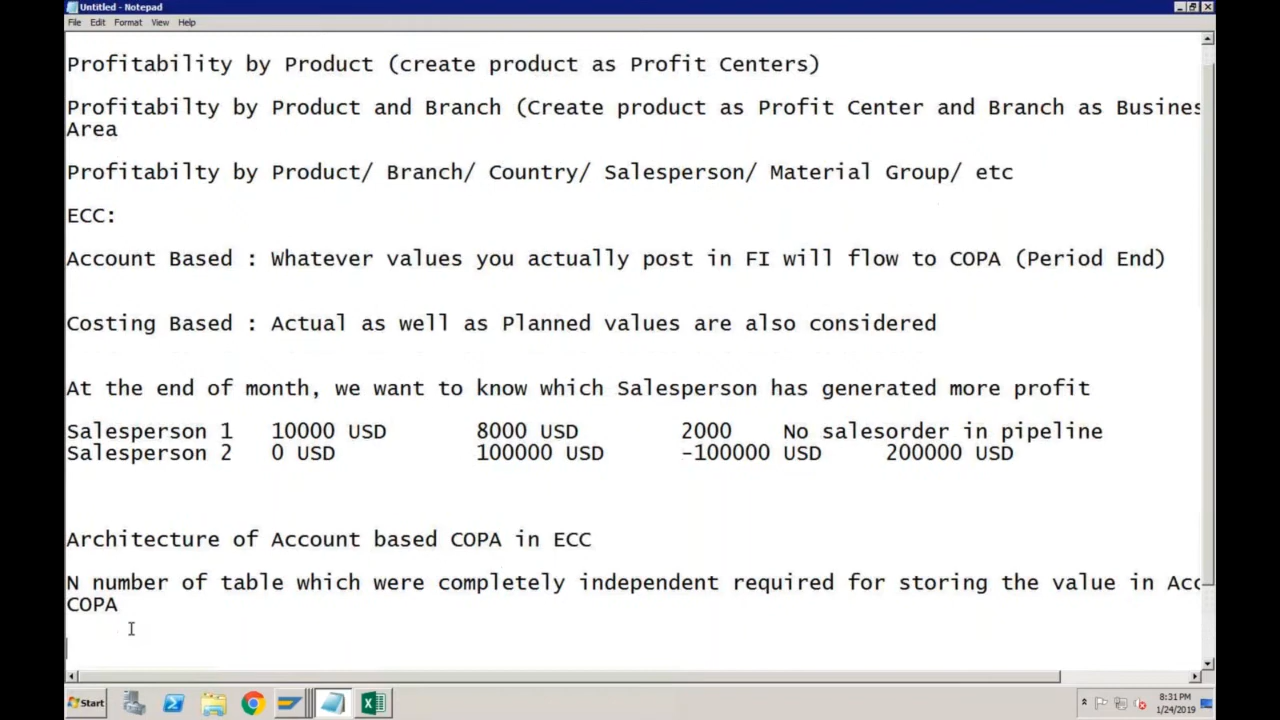 Untitled - Notepad
File Edit Format View Help
Profitability by Product (create product as Profit Centers)
Profitabilty by Product and Branch (Create product as Profit Center and Branch as Busines
Area
Profitabilty by Product/ Branch/ Country/ Salesperson/ Material Group/ etc
ECC:
Account Based : Whatever values you actually post in FI will flow to COPA (Period End)
Costing Based : Actual as well as Planned values are also considered
At the end of month, we want to know which Salesperson has generated more profit
Salesperson 1 10000 USD 8000 USD 2000 No salesorder in pipeline
Salesperson 2 0 USD 100000 USD -100000 USD 200000 USD
Architecture of Account based COPA in ECC
N number of table which were completely independent required for storing the value in Acc
COPA
Start
8:31 PM
1/24/2019